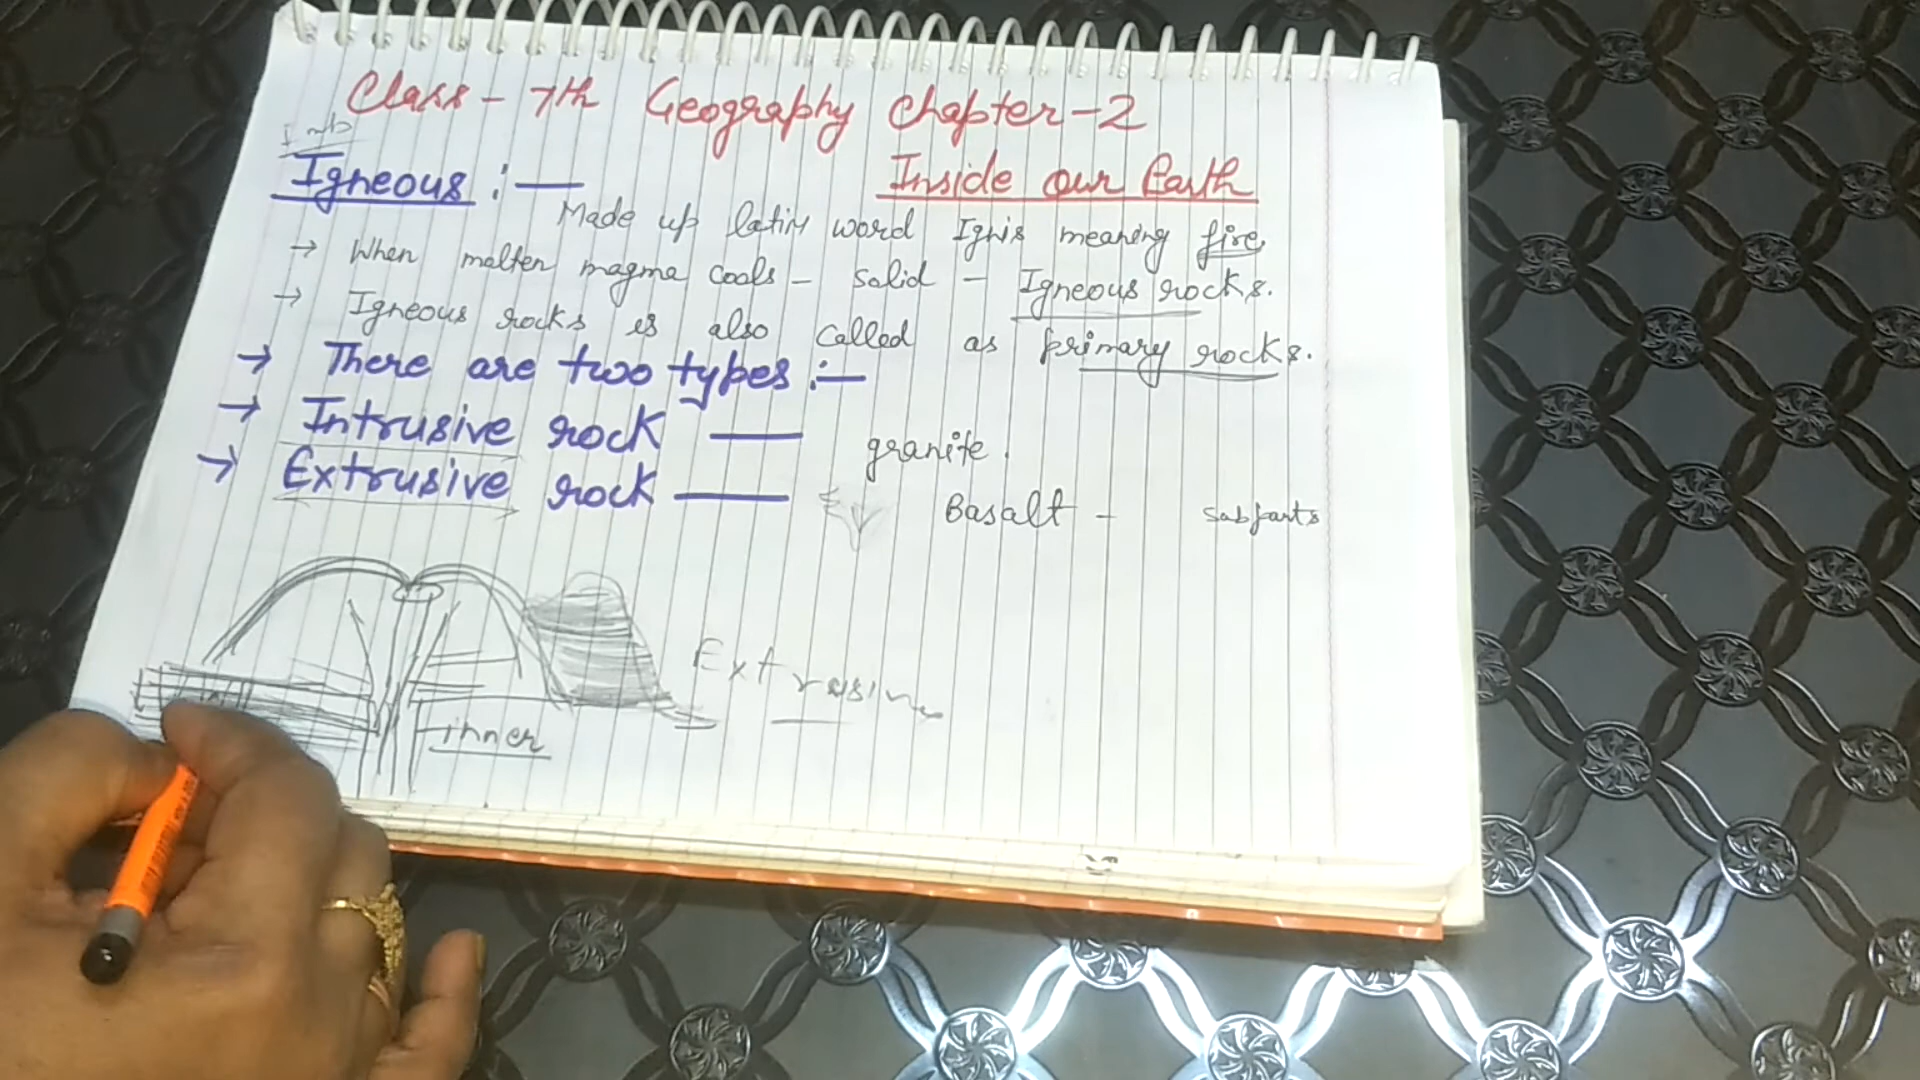 Class - 7th Geography Chapter-2
Inside our Earth
Igneous :—
Made up latin word Ignis meaning fire
→ When molten magma cools - solid - Igneous rocks.
→ Igneous rocks is also called as primary rocks.
→ There are two types :—
→ Intrusive rock — granite.
→ Extrusive rock — Basalt - subparts
Extrusive
inner